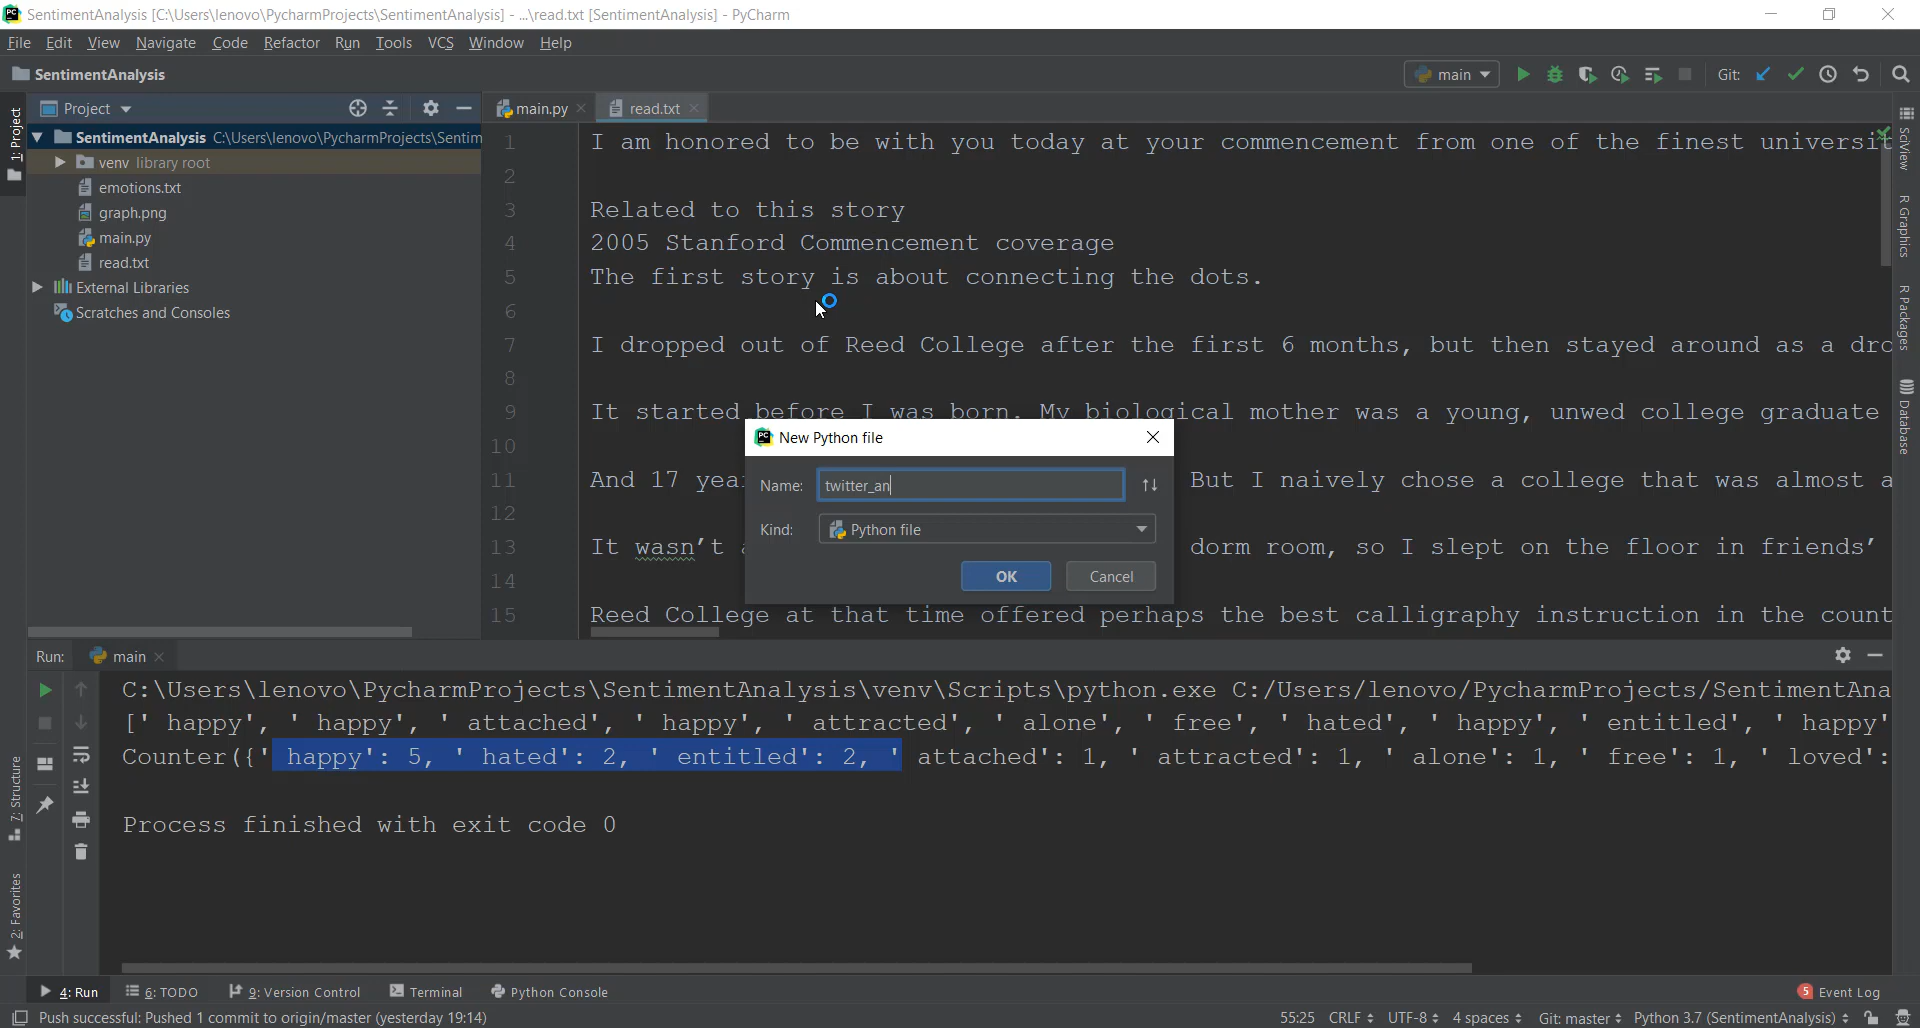 SentimentAnalysis [C:\Users\lenovo\PycharmProjects\SentimentAnalysis] - ...\read.txt [SentimentAnalysis] - PyCharm
File Edit View Navigate Code Refactor Run Tools VCS Window Help
SentimentAnalysis
main
Git:
Project
main.py
read.txt
SentimentAnalysis C:\Users\lenovo\PycharmProjects\Sentim
venv library root
emotions.txt
graph.png
main.py
read.txt
External Libraries
Scratches and Consoles
1: Project
7: Structure
2: Favorites
1 I am honored to be with you today at your commencement from one of the finest universit
2
3 Related to this story
4 2005 Stanford Commencement coverage
5 The first story is about connecting the dots.
6
7 I dropped out of Reed College after the first 6 months, but then stayed around as a dro
8
9 It started before I was born. My biological mother was a young, unwed college graduate
10
11 And 17 yea But I naively chose a college that was almost a
12
13 It wasn’t dorm room, so I slept on the floor in friends’
14
15 Reed College at that time offered perhaps the best calligraphy instruction in the count
SciView
R Graphics
R Packages
Database
New Python file
Name: twitter_an
Kind: Python file
OK Cancel
Run: main
C:\Users\lenovo\PycharmProjects\SentimentAnalysis\venv\Scripts\python.exe C:/Users/lenovo/PycharmProjects/SentimentAna
[' happy', ' happy', ' attached', ' happy', ' attracted', ' alone', ' free', ' hated', ' happy', ' entitled', ' happy'
Counter({' happy': 5, ' hated': 2, ' entitled': 2, ' attached': 1, ' attracted': 1, ' alone': 1, ' free': 1, ' loved':
Process finished with exit code 0
4: Run 6: TODO 9: Version Control Terminal Python Console 5 Event Log
Push successful: Pushed 1 commit to origin/master (yesterday 19:14) 55:25 CRLF UTF-8 4 spaces Git: master Python 3.7 (SentimentAnalysis)